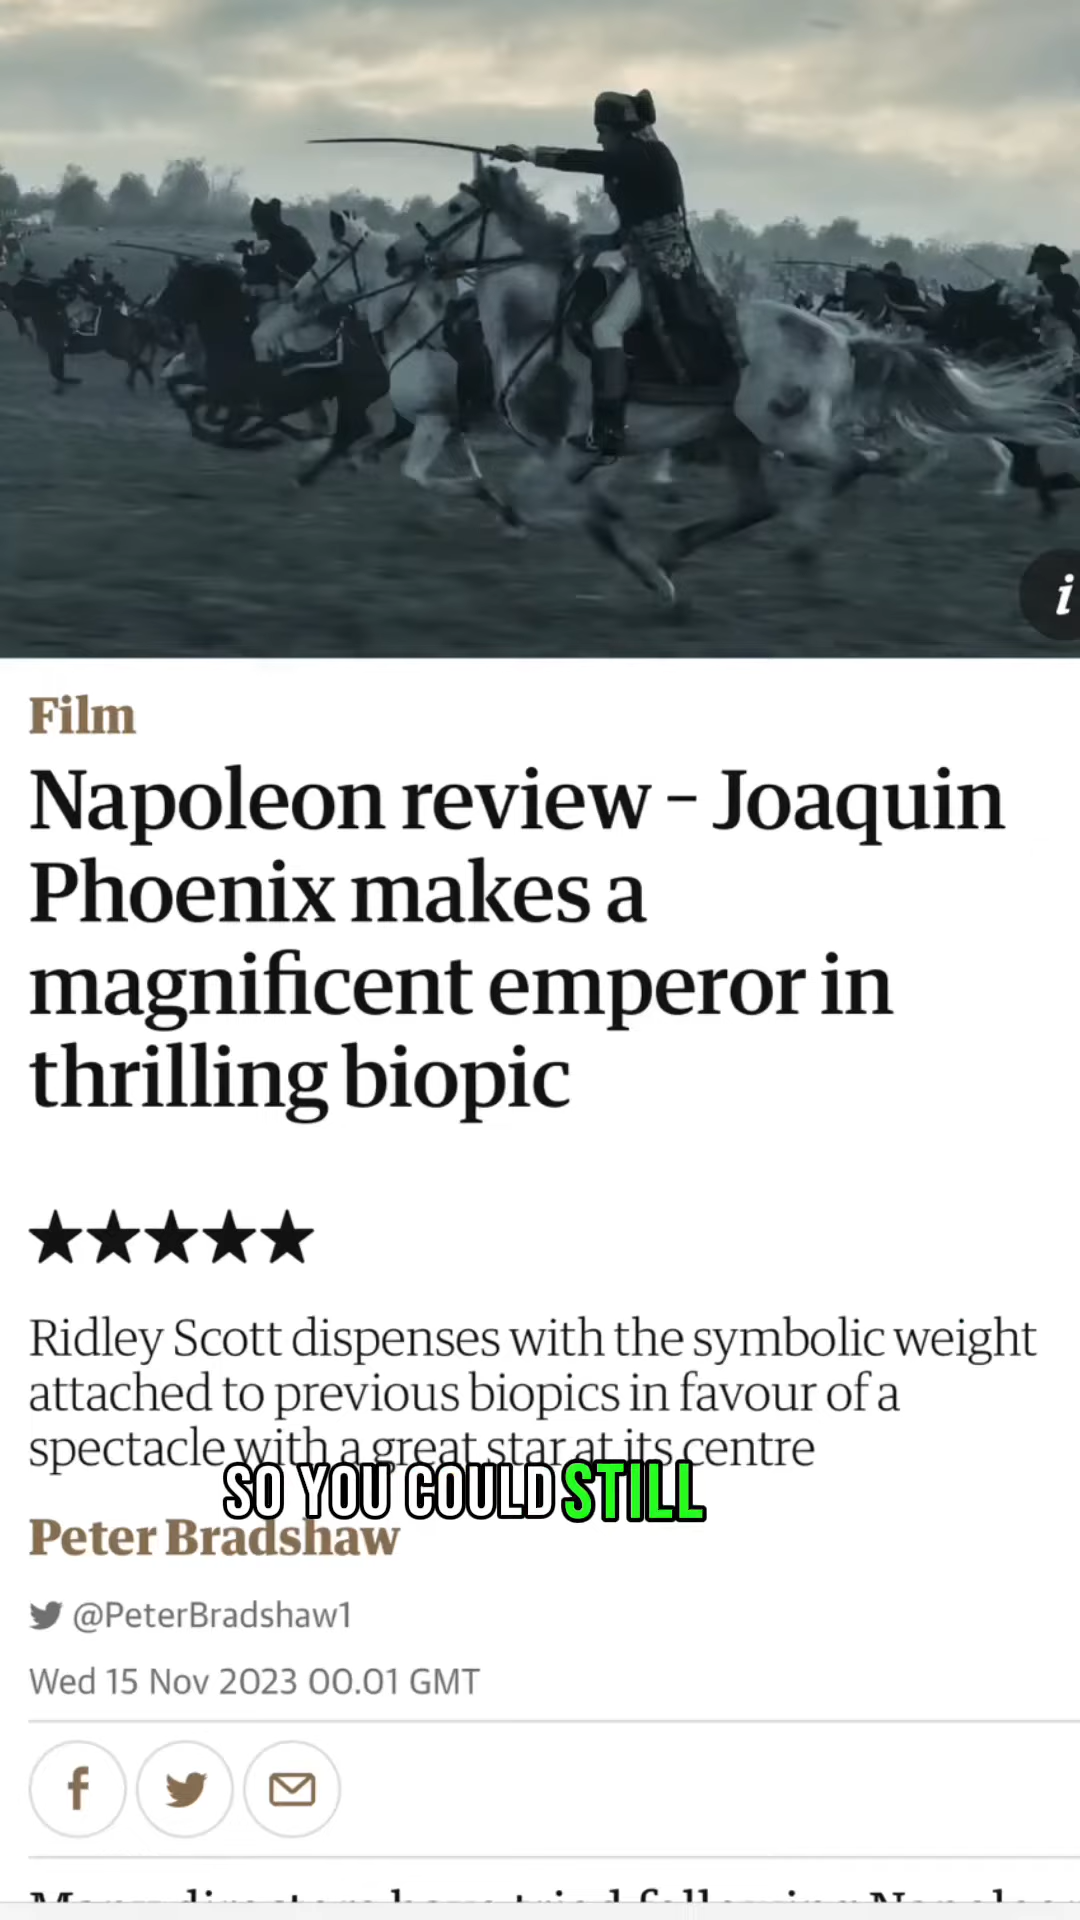 i
Film
Napoleon review – Joaquin
Phoenix makes a
magnificent emperor in
thrilling biopic
★★★★★
Ridley Scott dispenses with the symbolic weight
attached to previous biopics in favour of a
spectacle with a great star at its centre
SO YOU COULD STILL
Peter Bradshaw
@PeterBradshaw1
Wed 15 Nov 2023 00.01 GMT
f